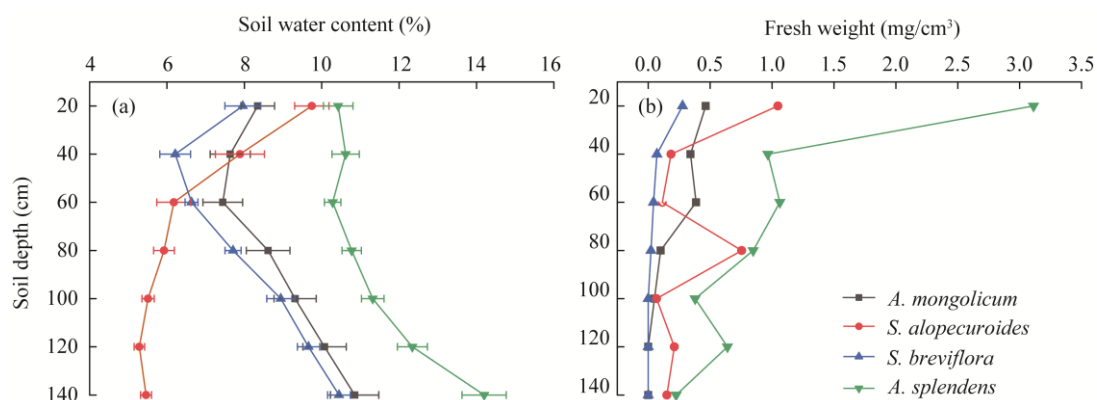 Soil water content (%)
4 6 8 10 12 14 16
Fresh weight (mg/cm³)
0.0 0.5 1.0 1.5 2.0 2.5 3.0 3.5
Soil depth (cm)
20
40
60
80
100
120
140
(a)
20
40
60
80
100
120
140
(b)
A. mongolicum
S. alopecuroides
S. breviflora
A. splendens